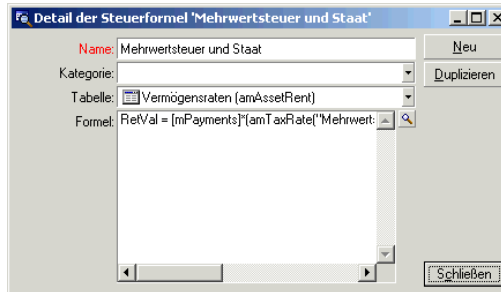 Detail der Steuerformel 'Mehrwertsteuer und Staat'
Name: Mehrwertsteuer und Staat
Neu
Kategorie:
Duplizieren
Tabelle: Vermögensraten (amAssetRent)
Formel: RetVal = [mPayments]*(amTaxRate("Mehrwert
Schließen